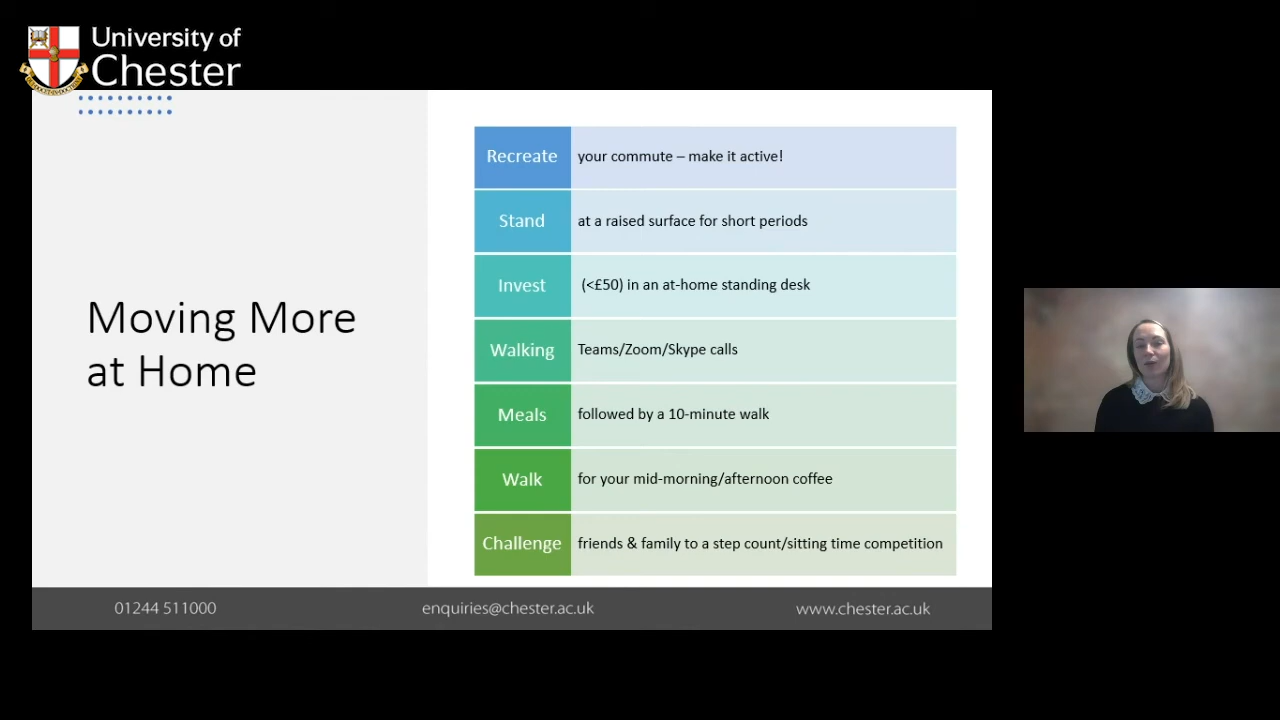 University of
Chester
Moving More
at Home
Recreate your commute – make it active!
Stand at a raised surface for short periods
Invest (<£50) in an at-home standing desk
Walking Teams/Zoom/Skype calls
Meals followed by a 10-minute walk
Walk for your mid-morning/afternoon coffee
Challenge friends & family to a step count/sitting time competition
01244 511000 enquiries@chester.ac.uk www.chester.ac.uk